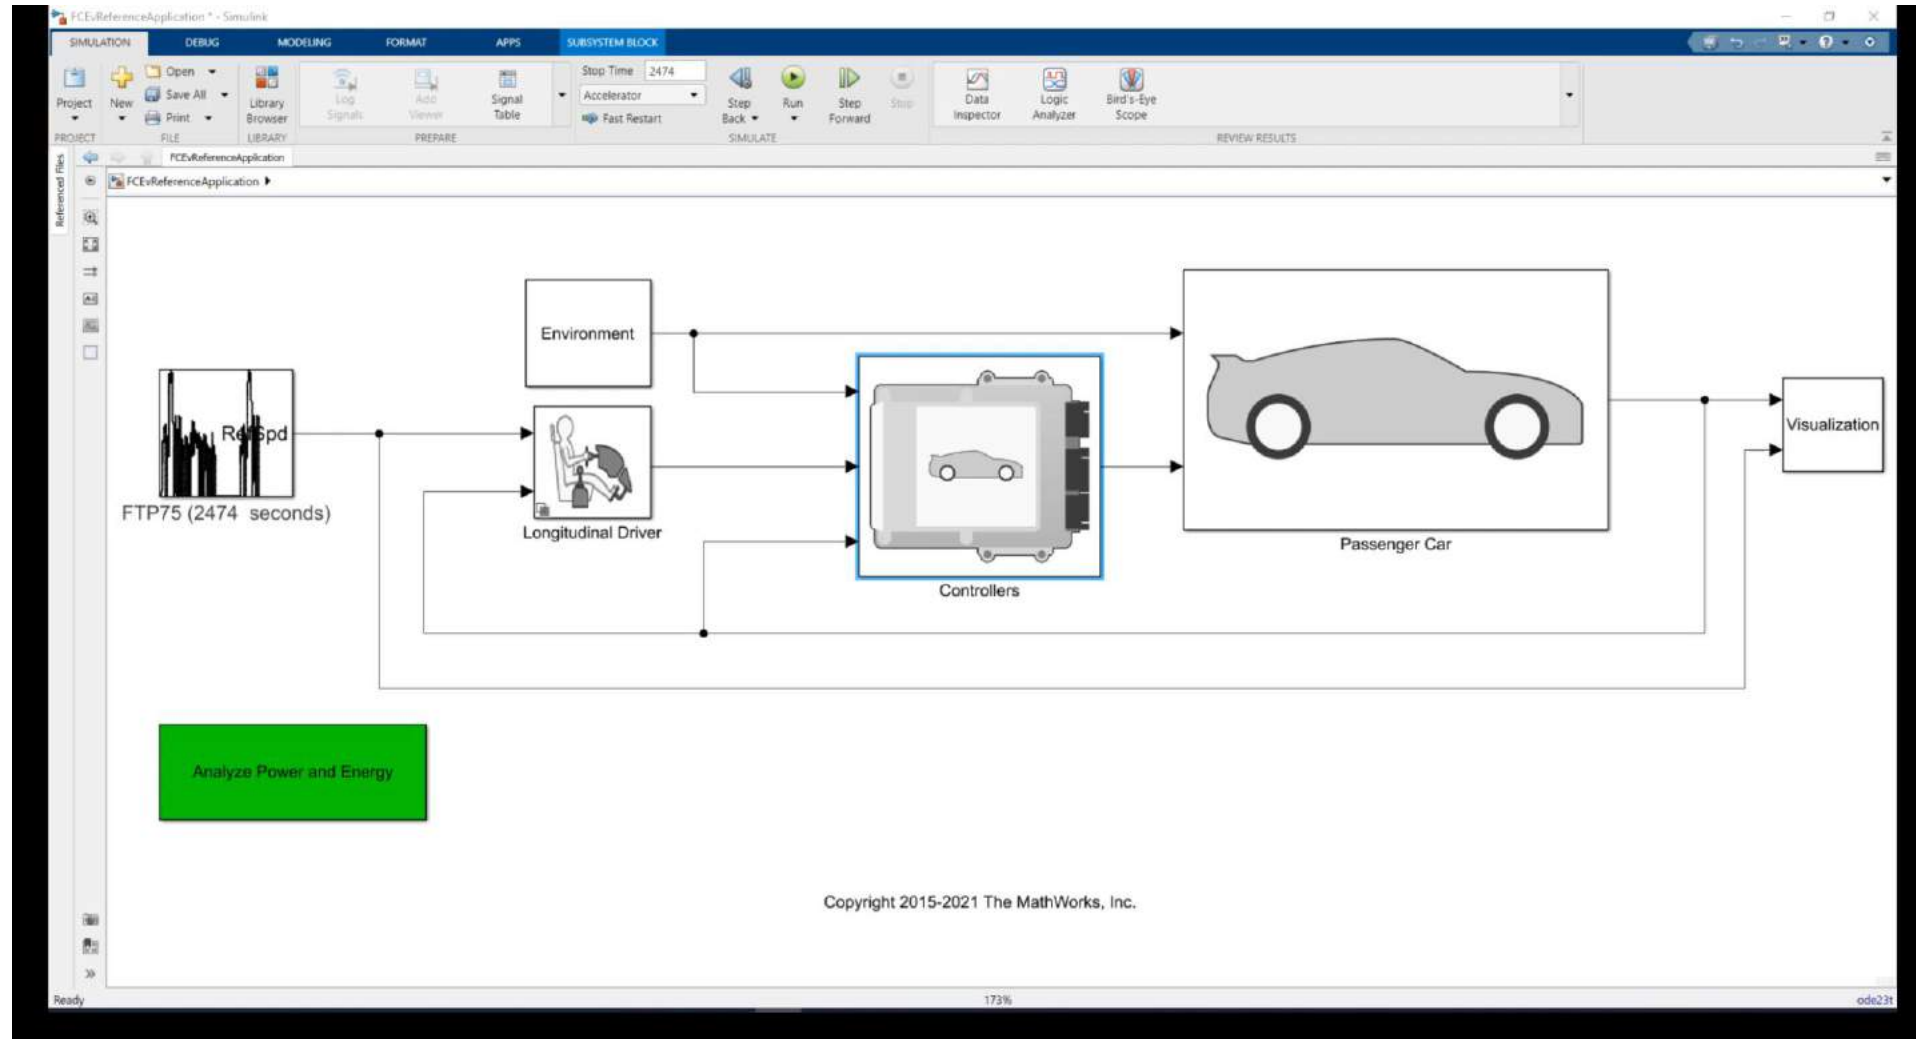 FCEvReferenceApplication * - Simulink
SIMULATION DEBUG MODELING FORMAT APPS SUBSYSTEM BLOCK
Project
New
Open
Save All
Print
Library Browser
Log Signals
Add Viewer
Signal Table
Stop Time 2474
Accelerator
Fast Restart
Step Back
Run
Step Forward
Stop
Data Inspector
Logic Analyzer
Bird's-Eye Scope
PROJECT FILE LIBRARY PREPARE SIMULATE REVIEW RESULTS
Referenced Files
FCEvReferenceApplication
FCEvReferenceApplication
Environment
RefSpd
FTP75 (2474 seconds)
Longitudinal Driver
Controllers
Passenger Car
Visualization
Analyze Power and Energy
Copyright 2015-2021 The MathWorks, Inc.
Ready 173% ode23t